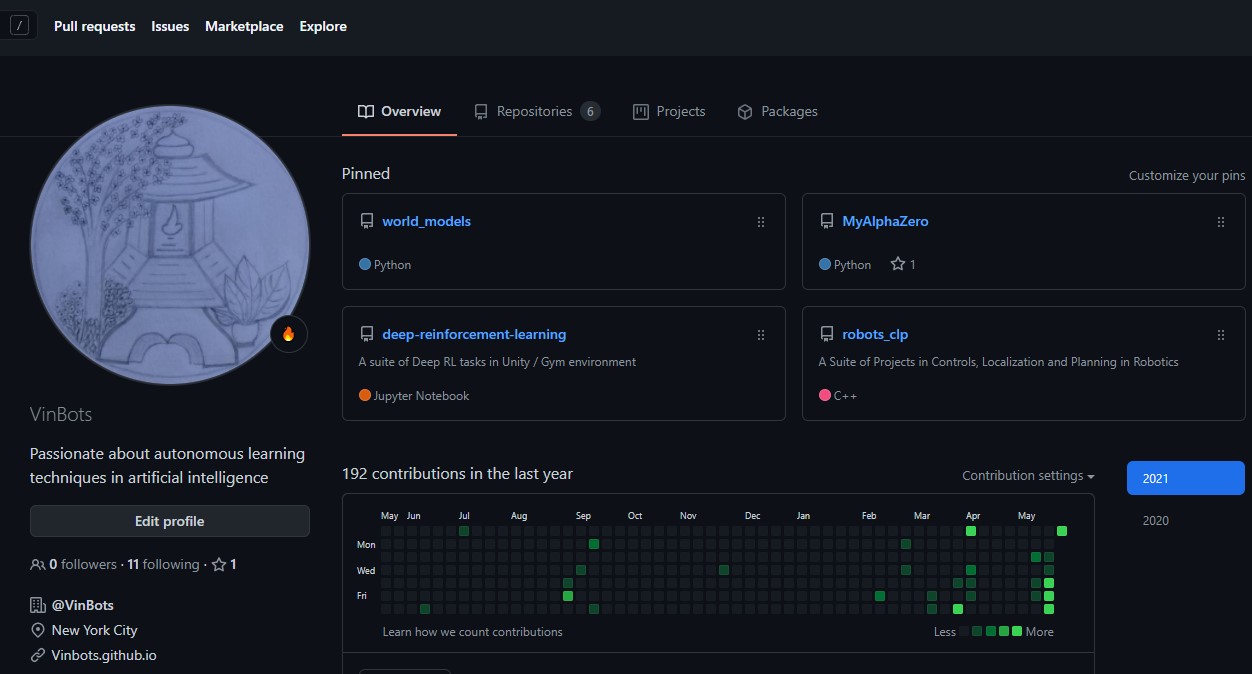 / Pull requests Issues Marketplace Explore
Overview Repositories 6 Projects Packages
Pinned Customize your pins
world_models
Python
MyAlphaZero
Python 1
deep-reinforcement-learning
A suite of Deep RL tasks in Unity / Gym environment
Jupyter Notebook
robots_clp
A Suite of Projects in Controls, Localization and Planning in Robotics
C++
VinBots
Passionate about autonomous learning
techniques in artificial intelligence
Edit profile
0 followers · 11 following · 1
@VinBots
New York City
Vinbots.github.io
192 contributions in the last year Contribution settings
2021
2020
May Jun Jul Aug Sep Oct Nov Dec Jan Feb Mar Apr May
Mon
Wed
Fri
Learn how we count contributions Less More